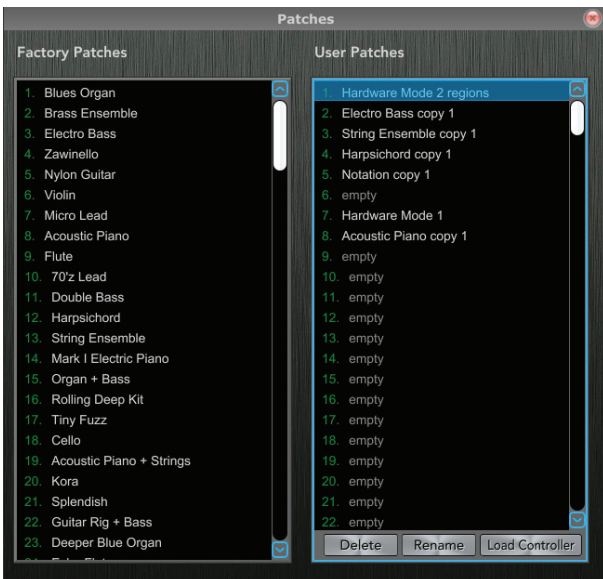 Patches
Factory Patches
1. Blues Organ
2. Brass Ensemble
3. Electro Bass
4. Zawinello
5. Nylon Guitar
6. Violin
7. Micro Lead
8. Acoustic Piano
9. Flute
10. 70'z Lead
11. Double Bass
12. Harpsichord
13. String Ensemble
14. Mark I Electric Piano
15. Organ + Bass
16. Rolling Deep Kit
17. Tiny Fuzz
18. Cello
19. Acoustic Piano + Strings
20. Kora
21. Splendish
22. Guitar Rig + Bass
23. Deeper Blue Organ
User Patches
1. Hardware Mode 2 regions
2. Electro Bass copy 1
3. String Ensemble copy 1
4. Harpsichord copy 1
5. Notation copy 1
6. empty
7. Hardware Mode 1
8. Acoustic Piano copy 1
9. empty
10. empty
11. empty
12. empty
13. empty
14. empty
15. empty
16. empty
17. empty
18. empty
19. empty
20. empty
21. empty
22. empty
Delete Rename Load Controller